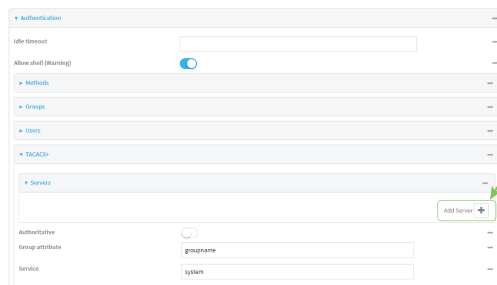 Authentication
Idle timeout
Allow shell (Warning)
Methods
Groups
Users
TACACS+
Servers
Add Server
Authoritative
Group attribute
groupname
Service
system